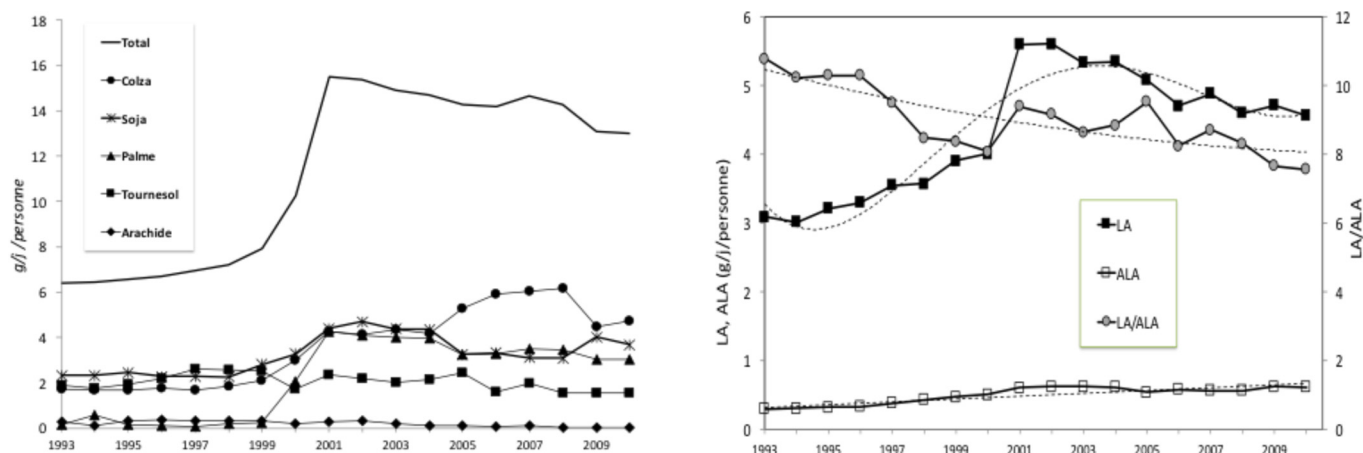 18
16
14
12
10
8
6
4
2
0
g/j /personne
Total
Colza
Soja
Palme
Tournesol
Arachide
1993 1995 1997 1999 2001 2003 2005 2007 2009
6
5
4
3
2
1
0
LA, ALA (g/j/personne)
LA
ALA
LA/ALA
12
10
8
6
4
2
0
LA/ALA
1993 1995 1997 1999 2001 2003 2005 2007 2009